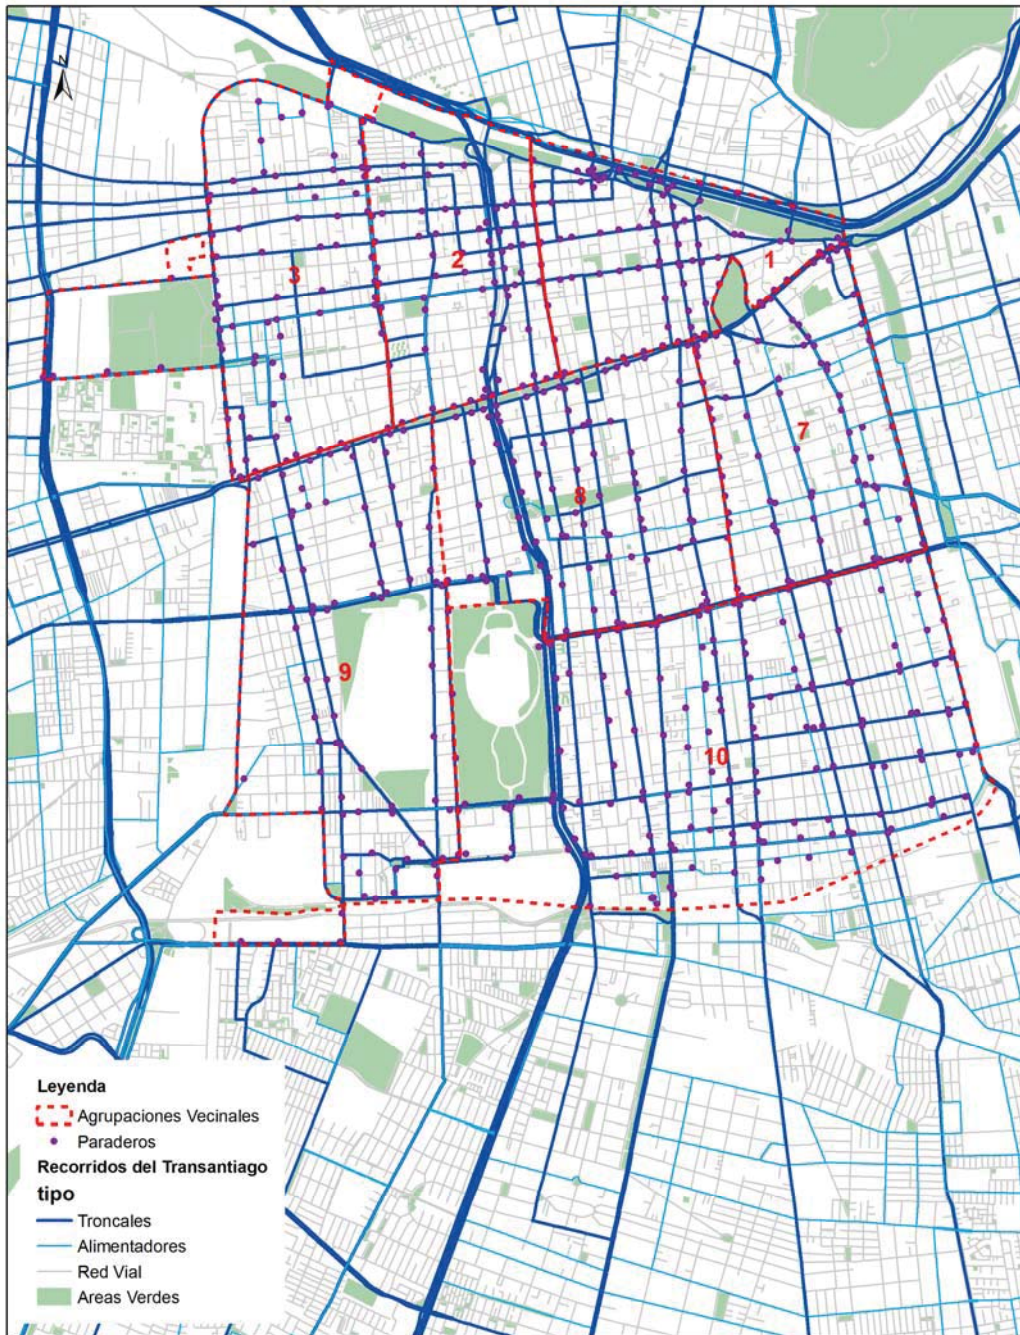 N
1
2
3
7
8
9
10
Leyenda
Agrupaciones Vecinales
Paraderos
Recorridos del Transantiago
tipo
Troncales
Alimentadores
Red Vial
Areas Verdes